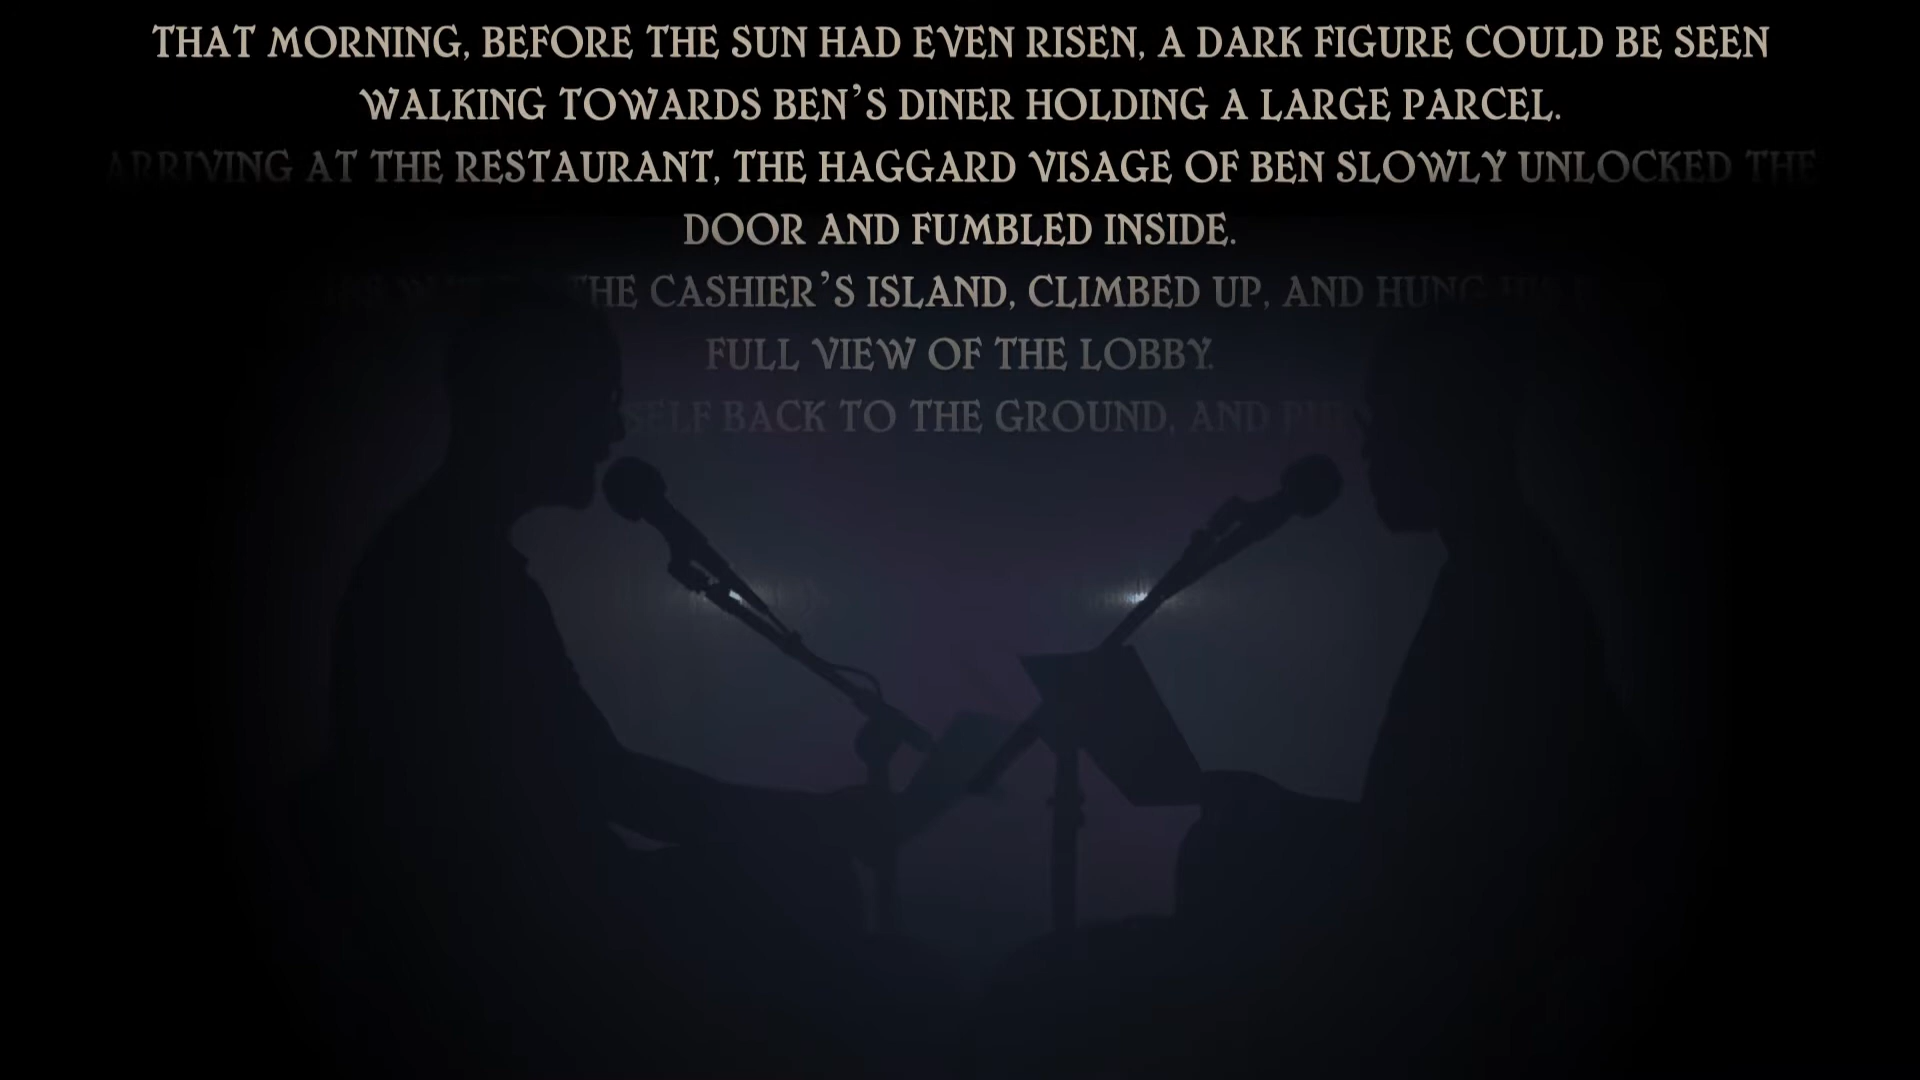 THAT MORNING, BEFORE THE SUN HAD EVEN RISEN, A DARK FIGURE COULD BE SEEN
WALKING TOWARDS BEN’S DINER HOLDING A LARGE PARCEL.
ARRIVING AT THE RESTAURANT, THE HAGGARD VISAGE OF BEN SLOWLY UNLOCKED THE
DOOR AND FUMBLED INSIDE.
THE CASHIER’S ISLAND, CLIMBED UP, AND HUNG
FULL VIEW OF THE LOBBY.
BACK TO THE GROUND, AND